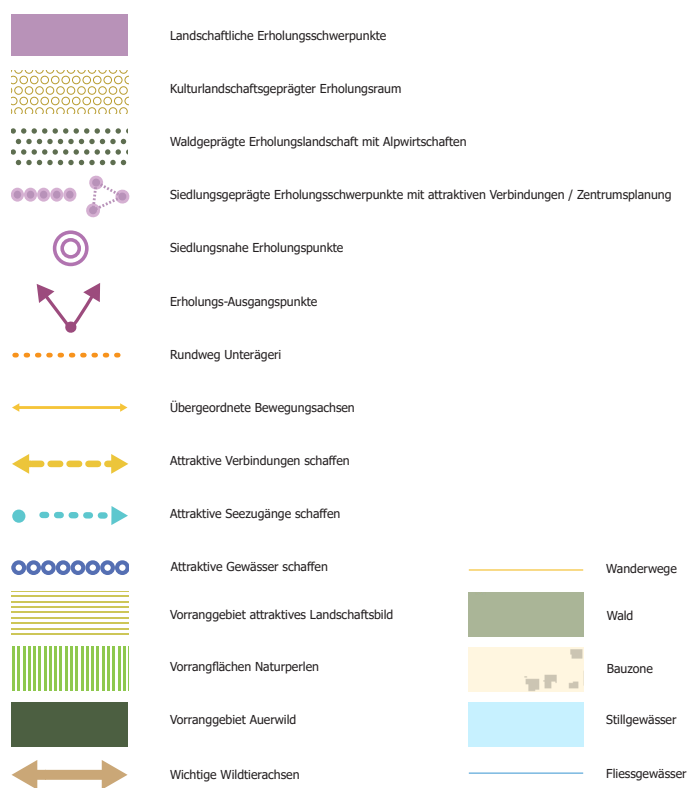 Landschaftliche Erholungsschwerpunkte
Kulturlandschaftsgeprägter Erholungsraum
Waldgeprägte Erholungslandschaft mit Alpwirtschaften
Siedlungsgeprägte Erholungsschwerpunkte mit attraktiven Verbindungen / Zentrumsplanung
Siedlungsnahe Erholungspunkte
Erholungs-Ausgangspunkte
Rundweg Unterägeri
Übergeordnete Bewegungsachsen
Attraktive Verbindungen schaffen
Attraktive Seezugänge schaffen
Attraktive Gewässer schaffen
Vorranggebiet attraktives Landschaftsbild
Vorrangflächen Naturperlen
Vorranggebiet Auerwild
Wichtige Wildtierachsen
Wanderwege
Wald
Bauzone
Stillgewässer
Fliessgewässer